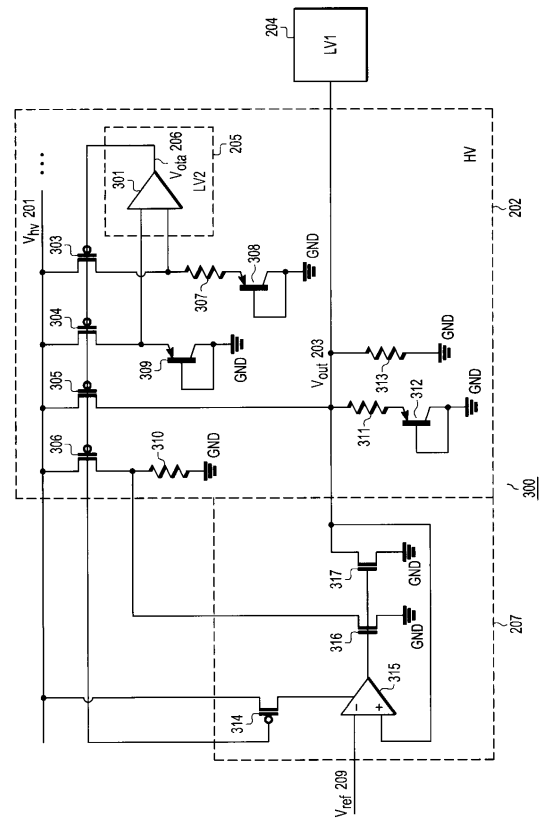 204
LV1
V_hv 201
...
303
304
305
306
301
V_ota 206
LV2
205
HV
202
307
308
GND
309
GND
310
GND
V_out 203
313
GND
311
312
GND
300
317
GND
316
GND
207
314
315
−
+
V_ref 209